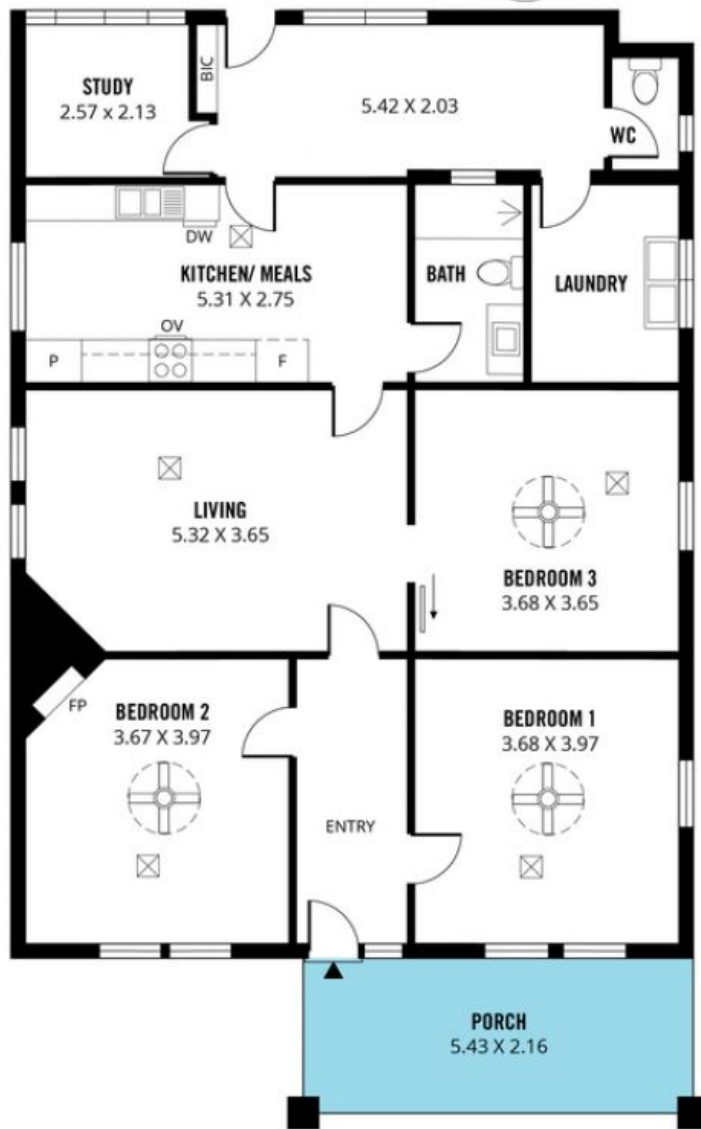 STUDY
2.57 x 2.13
BIC
5.42 X 2.03
WC
DW
KITCHEN/ MEALS
5.31 X 2.75
OV
P
F
BATH
LAUNDRY
LIVING
5.32 X 3.65
BEDROOM 3
3.68 X 3.65
FP
BEDROOM 2
3.67 X 3.97
BEDROOM 1
3.68 X 3.97
ENTRY
PORCH
5.43 X 2.16